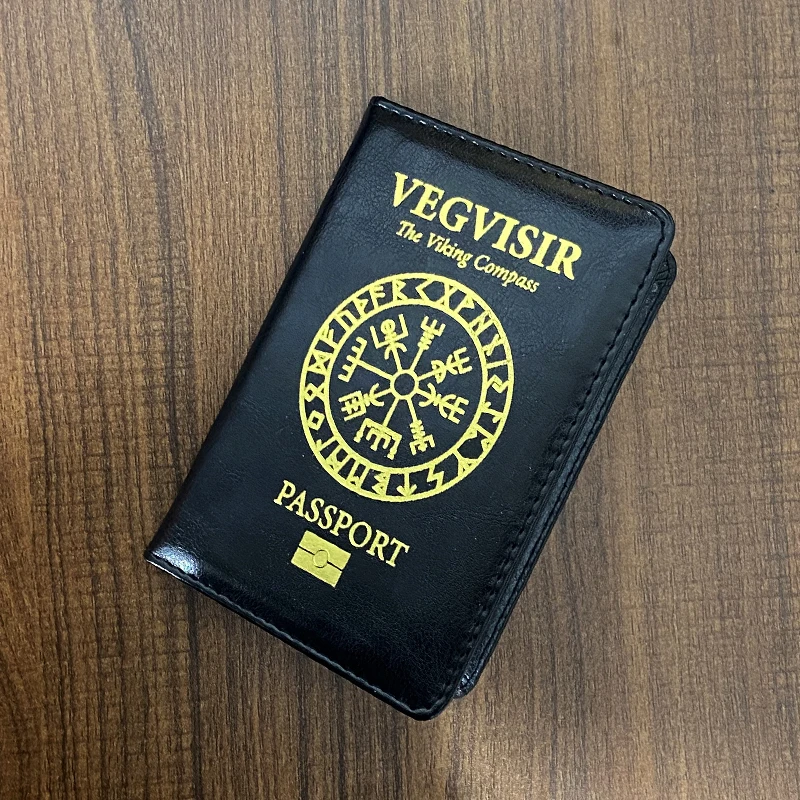 VEGVISIR
The Viking Compass
PASSPORT